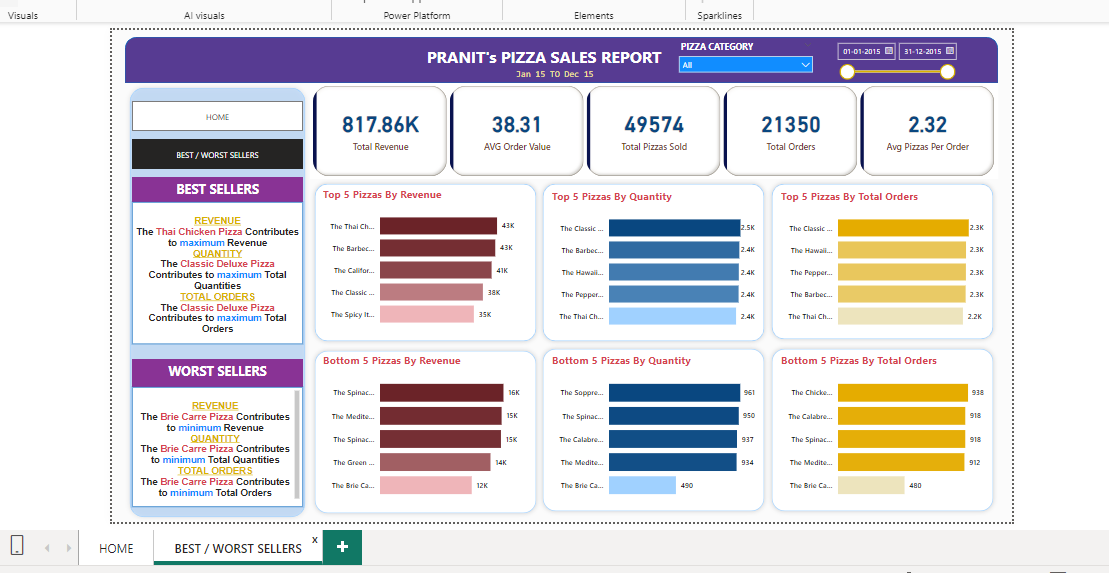 Visuals
AI visuals
Power Platform
Elements
Sparklines
PRANIT's PIZZA SALES REPORT
Jan 15 TO Dec 15
PIZZA CATEGORY
All
01-01-2015
31-12-2015
HOME
BEST / WORST SELLERS
BEST SELLERS
REVENUE
The Thai Chicken Pizza Contributes
to maximum Revenue
QUANTITY
The Classic Deluxe Pizza
Contributes to maximum Total
Quantities
TOTAL ORDERS
The Classic Deluxe Pizza
Contributes to maximum Total
Orders
WORST SELLERS
REVENUE
The Brie Carre Pizza Contributes
to minimum Revenue
QUANTITY
The Brie Carre Pizza Contributes
to minimum Total Quantities
TOTAL ORDERS
The Brie Carre Pizza Contributes
to minimum Total Orders
817.86K
Total Revenue
38.31
AVG Order Value
49574
Total Pizzas Sold
21350
Total Orders
2.32
Avg Pizzas Per Order
Top 5 Pizzas By Revenue
The Thai Ch... 43K
The Barbec... 43K
The Califor... 41K
The Classic ... 38K
The Spicy It... 35K
Top 5 Pizzas By Quantity
The Classic ... 2.5K
The Barbec... 2.4K
The Hawaii... 2.4K
The Pepper... 2.4K
The Thai Ch... 2.4K
Top 5 Pizzas By Total Orders
The Classic ... 2.3K
The Hawaii... 2.3K
The Pepper... 2.3K
The Barbec... 2.3K
The Thai Ch... 2.2K
Bottom 5 Pizzas By Revenue
The Spinac... 16K
The Medite... 15K
The Spinac... 15K
The Green ... 14K
The Brie Ca... 12K
Bottom 5 Pizzas By Quantity
The Soppre... 961
The Spinac... 950
The Calabre... 937
The Medite... 934
The Brie Ca... 490
Bottom 5 Pizzas By Total Orders
The Chicke... 938
The Calabre... 918
The Spinac... 918
The Medite... 912
The Brie Ca... 480
HOME
BEST / WORST SELLERS
x
+